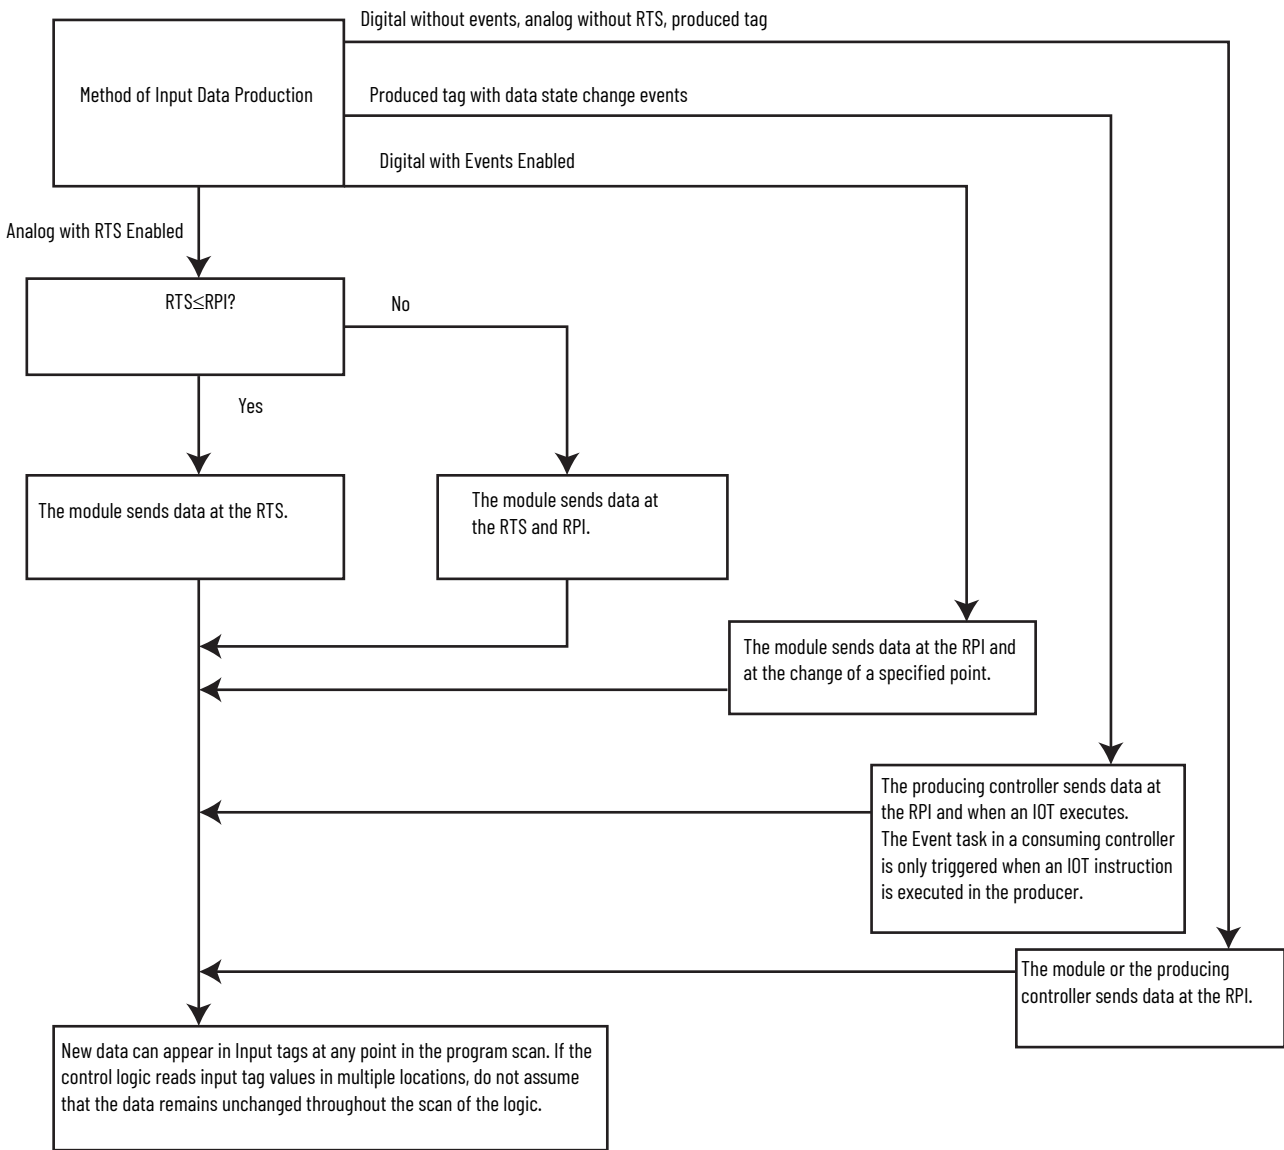 Digital without events, analog without RTS, produced tag
Method of Input Data Production
Produced tag with data state change events
Digital with Events Enabled
Analog with RTS Enabled
RTS≤RPI?
No
Yes
The module sends data at the RTS.
The module sends data at
the RTS and RPI.
The module sends data at the RPI and
at the change of a specified point.
The producing controller sends data at
the RPI and when an IOT executes.
The Event task in a consuming controller
is only triggered when an IOT instruction
is executed in the producer.
The module or the producing
controller sends data at the RPI.
New data can appear in Input tags at any point in the program scan. If the
control logic reads input tag values in multiple locations, do not assume
that the data remains unchanged throughout the scan of the logic.